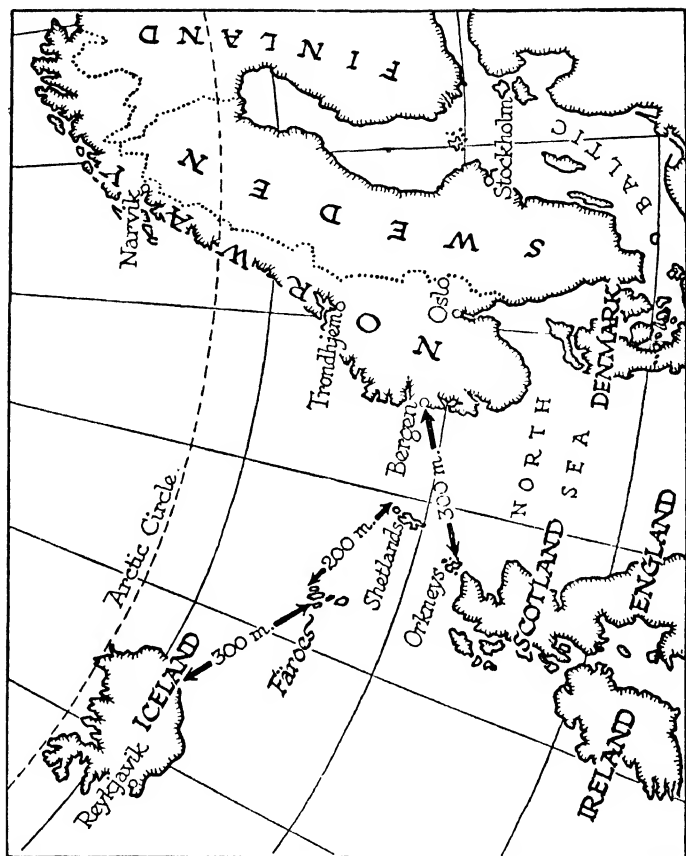 FINLAND
NORWAY
SWEDEN
Narvik
Trondhjem
Oslo
Bergen
Stockholm
BALTIC
DENMARK
NORTH
SEA
Arctic Circle
Reykjavik
ICELAND
300 m.
Färoes
200 m.
Shetlands
300 m.
Orkneys
SCOTLAND
ENGLAND
IRELAND